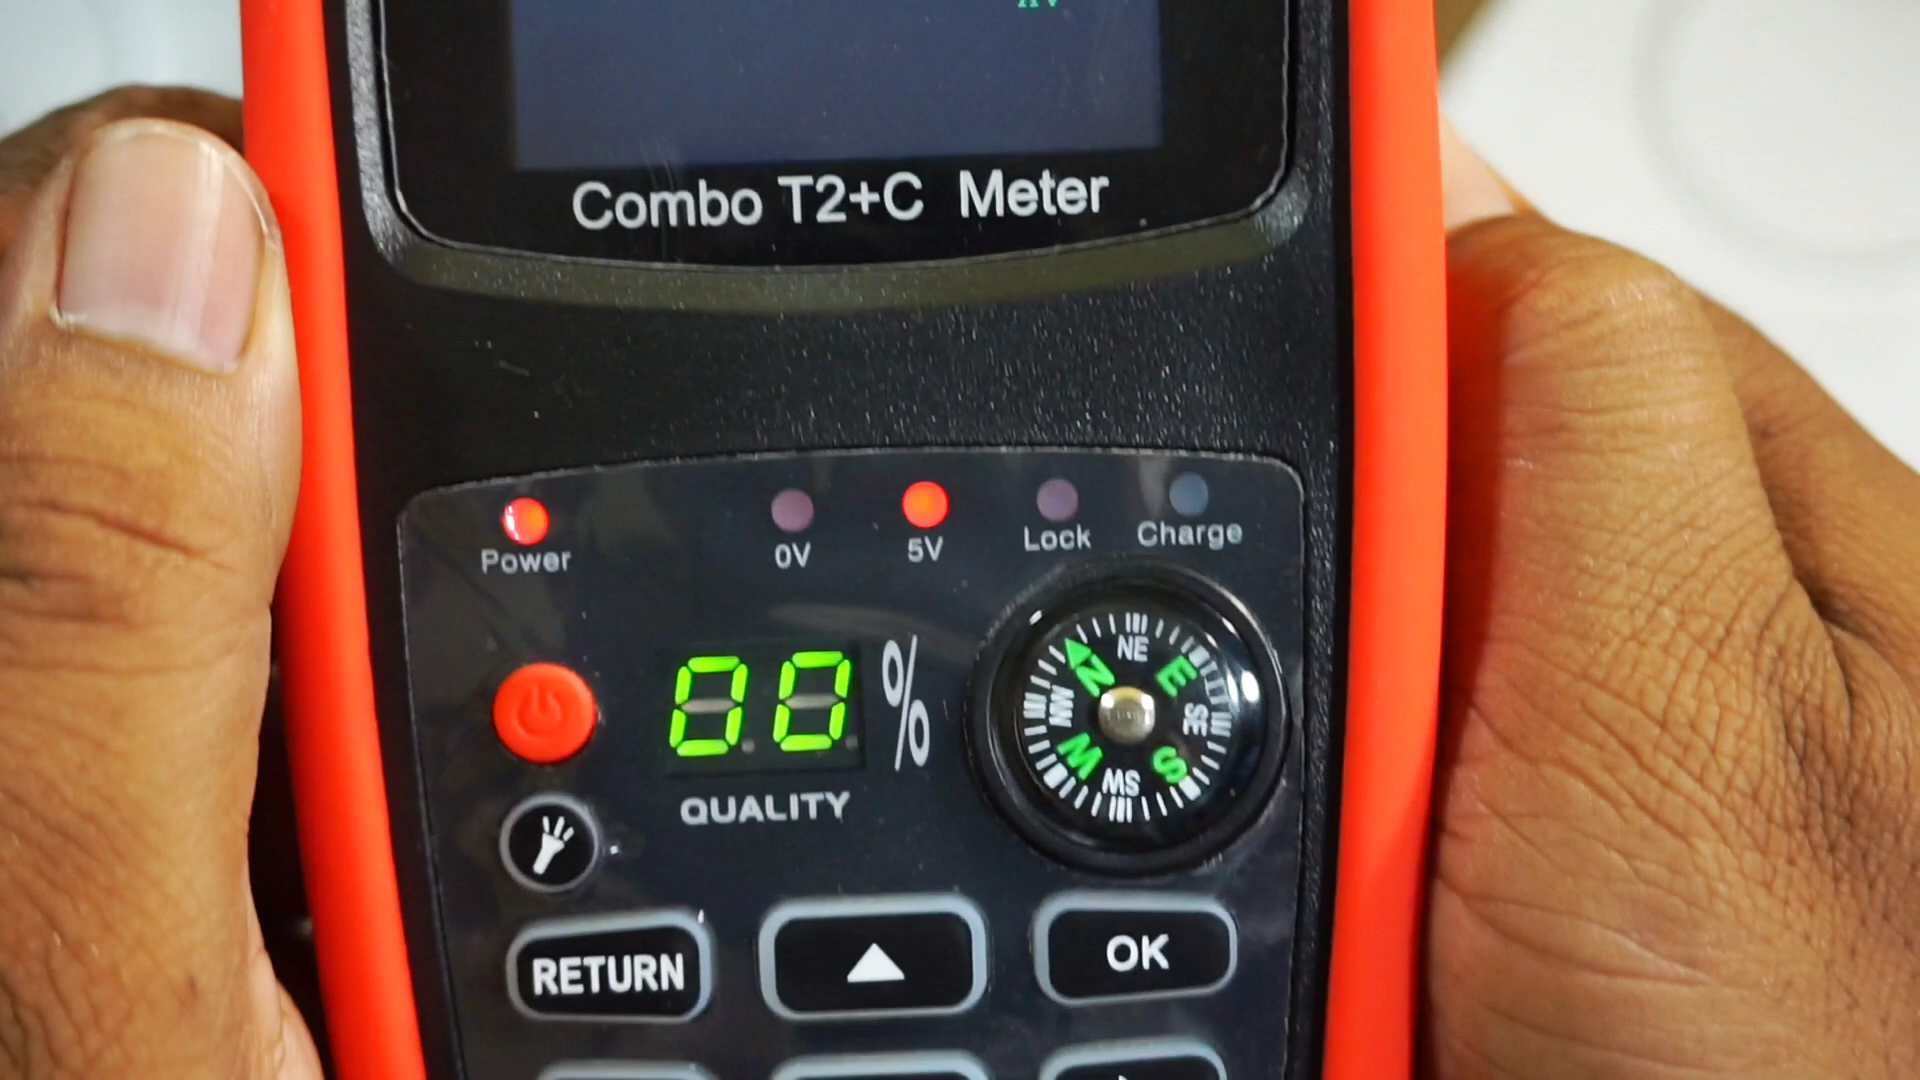 Combo T2+C Meter
Power
0V
5V
Lock
Charge
00 %
QUALITY
N
NE
E
SE
S
SW
W
NW
RETURN
OK